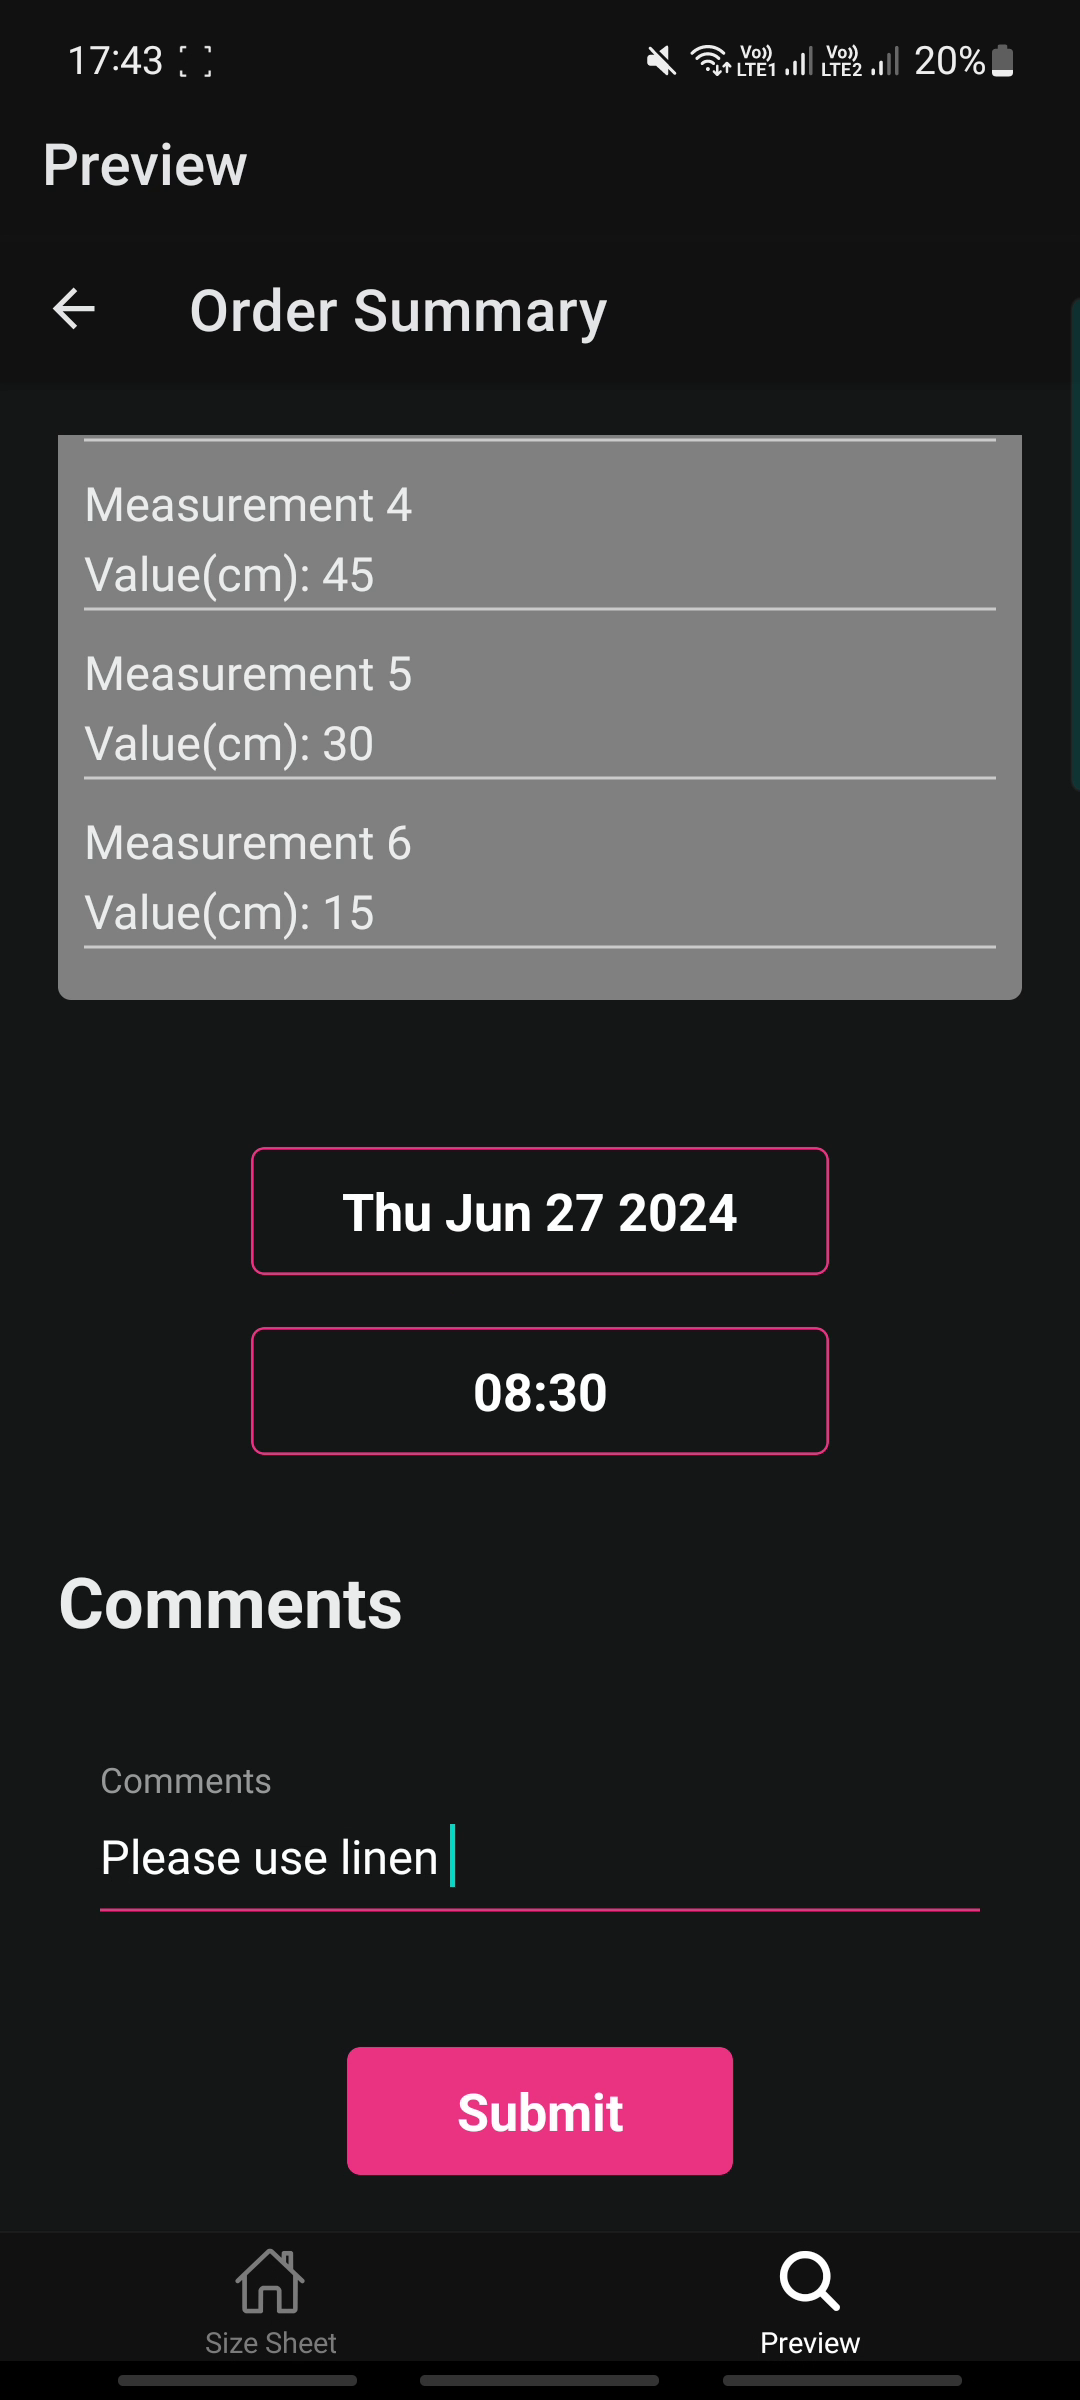 17:43
Vo)) LTE1 Vo)) LTE2 20%
Preview
Order Summary
Measurement 4
Value(cm): 45
Measurement 5
Value(cm): 30
Measurement 6
Value(cm): 15
Thu Jun 27 2024
08:30
Comments
Comments
Please use linen
Submit
Size Sheet
Preview